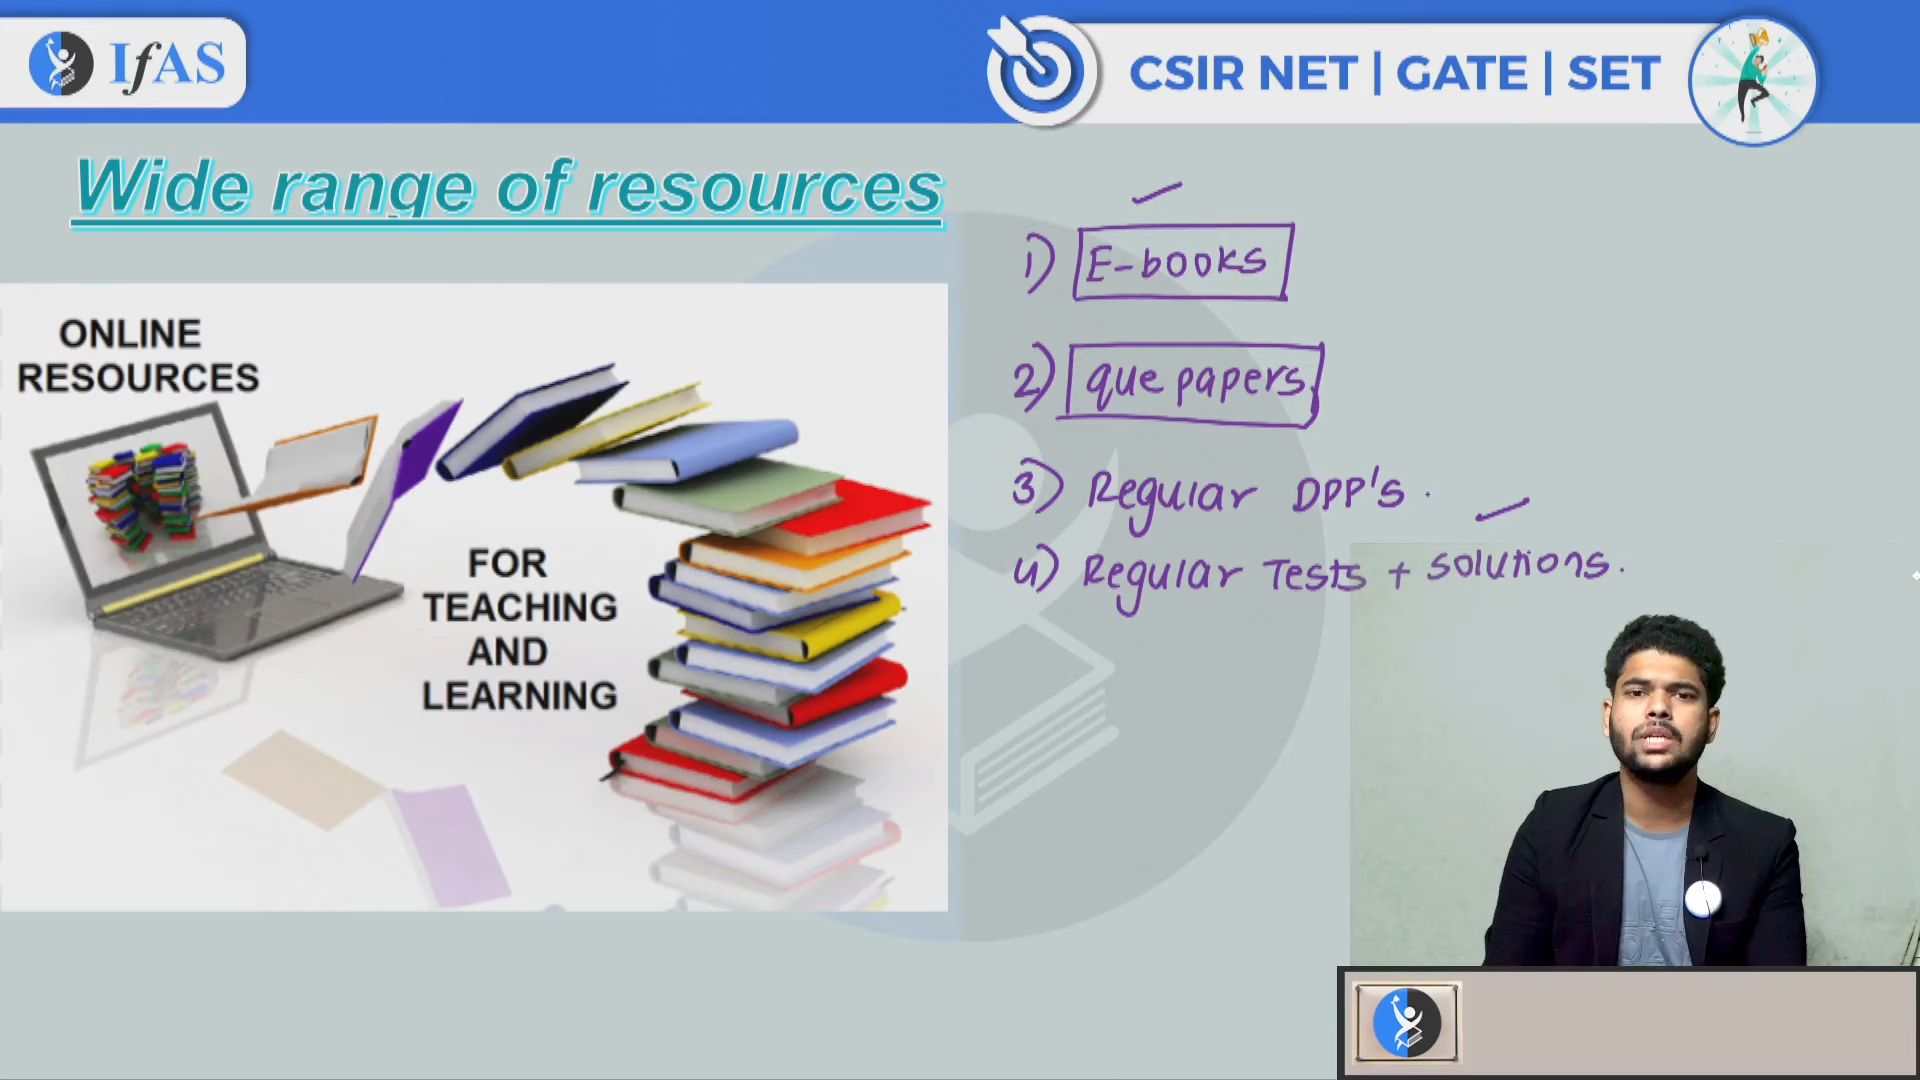 IfAS
CSIR NET | GATE | SET
Wide range of resources
ONLINE
RESOURCES
FOR
TEACHING
AND
LEARNING
1) E-books
2) que papers.
3) Regular DPP's.
4) Regular Tests + solutions.